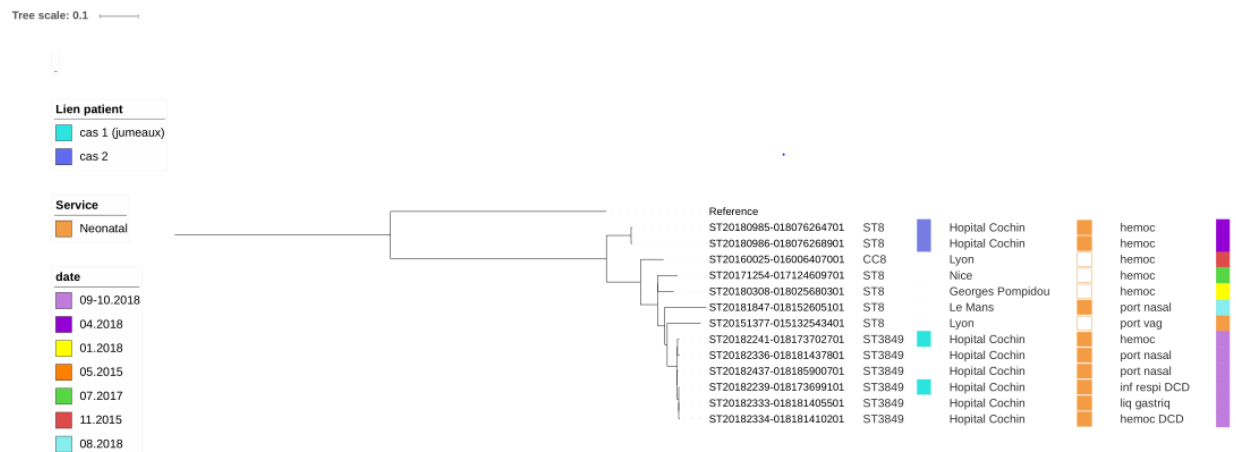 Tree scale: 0.1
Lien patient
cas 1 (jumeaux)
cas 2
Service
Neonatal
date
09-10.2018
04.2018
01.2018
05.2015
07.2017
11.2015
08.2018
Reference
ST20180985-018076264701 ST8 Hopital Cochin hemoc
ST20180986-018076268901 ST8 Hopital Cochin hemoc
ST20160025-016006407001 CC8 Lyon hemoc
ST20171254-017124609701 ST8 Nice hemoc
ST20180308-018025680301 ST8 Georges Pompidou hemoc
ST20181847-018152605101 ST8 Le Mans port nasal
ST20151377-015132543401 ST8 Lyon port vag
ST20182241-018173702701 ST3849 Hopital Cochin hemoc
ST20182336-018181437801 ST3849 Hopital Cochin port nasal
ST20182437-018185900701 ST3849 Hopital Cochin port nasal
ST20182239-018173699101 ST3849 Hopital Cochin inf respi DCD
ST20182333-018181405501 ST3849 Hopital Cochin liq gastriq
ST20182334-018181410201 ST3849 Hopital Cochin hemoc DCD